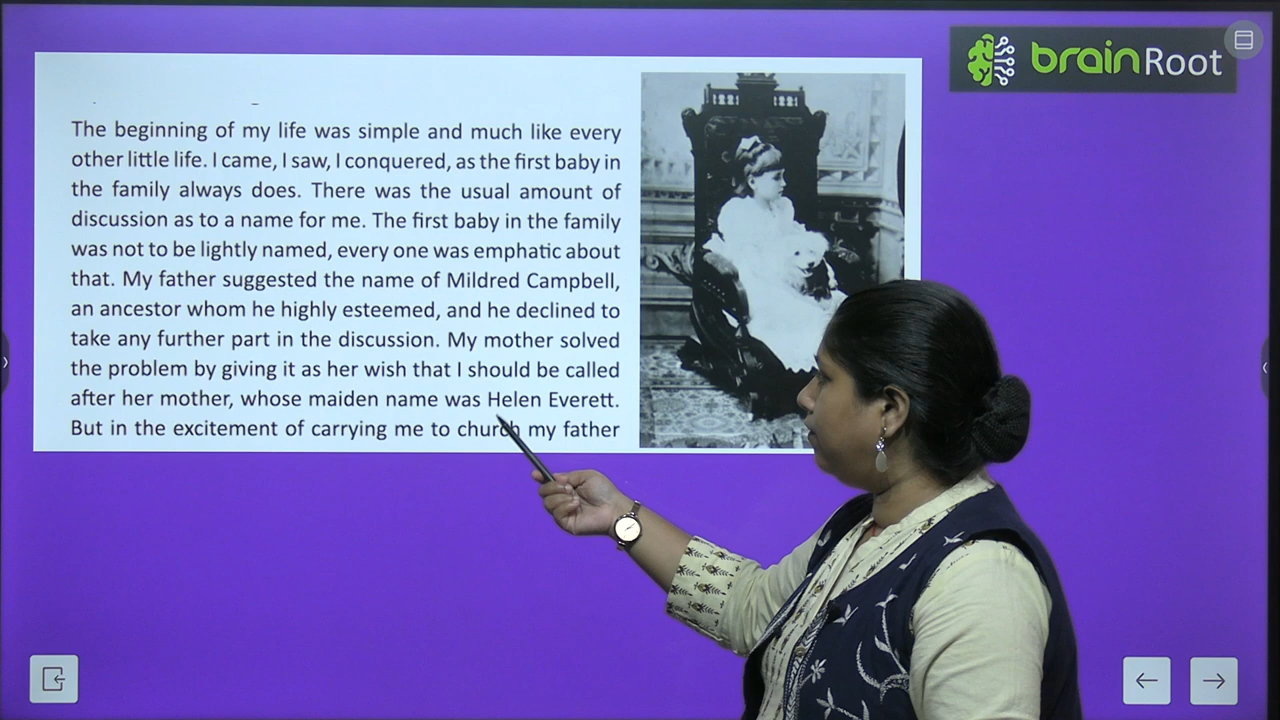 brainRoot
The beginning of my life was simple and much like every
other little life. I came, I saw, I conquered, as the first baby in
the family always does. There was the usual amount of
discussion as to a name for me. The first baby in the family
was not to be lightly named, every one was emphatic about
that. My father suggested the name of Mildred Campbell,
an ancestor whom he highly esteemed, and he declined to
take any further part in the discussion. My mother solved
the problem by giving it as her wish that I should be called
after her mother, whose maiden name was Helen Everett.
But in the excitement of carrying me to church my father